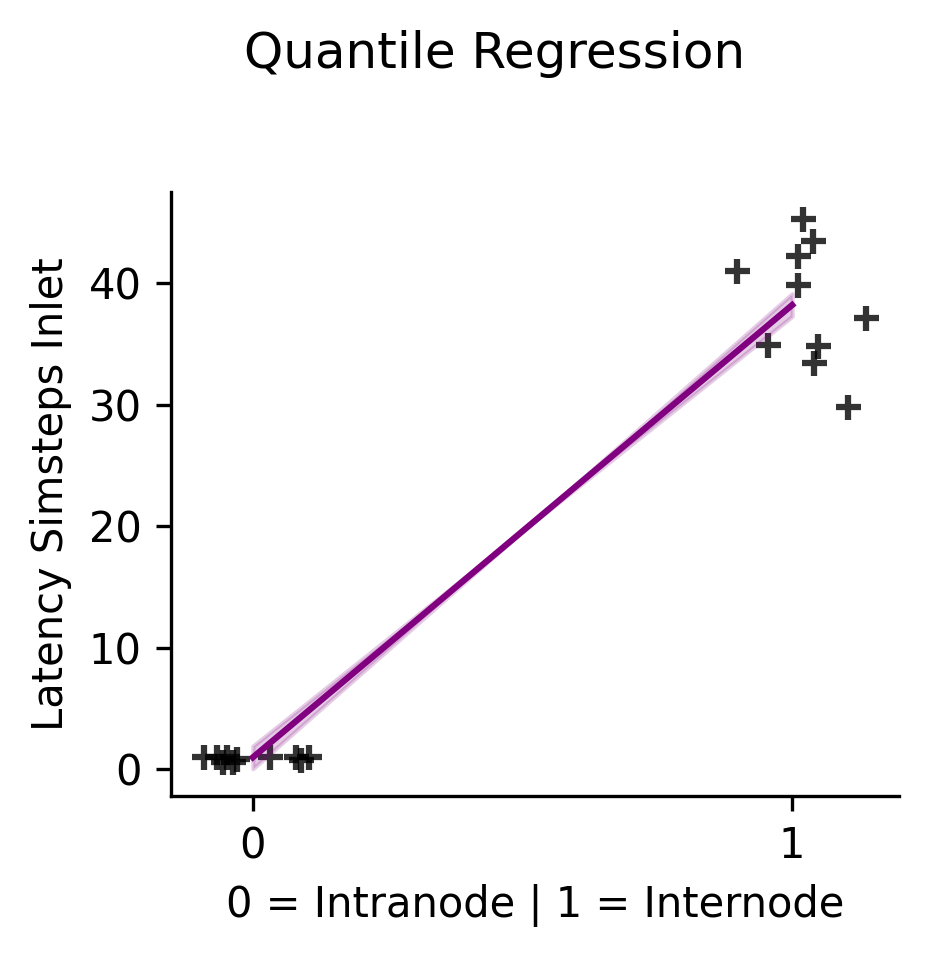 Quantile Regression
Latency Simsteps Inlet
40
30
20
10
0
0 1
0 = Intranode | 1 = Internode